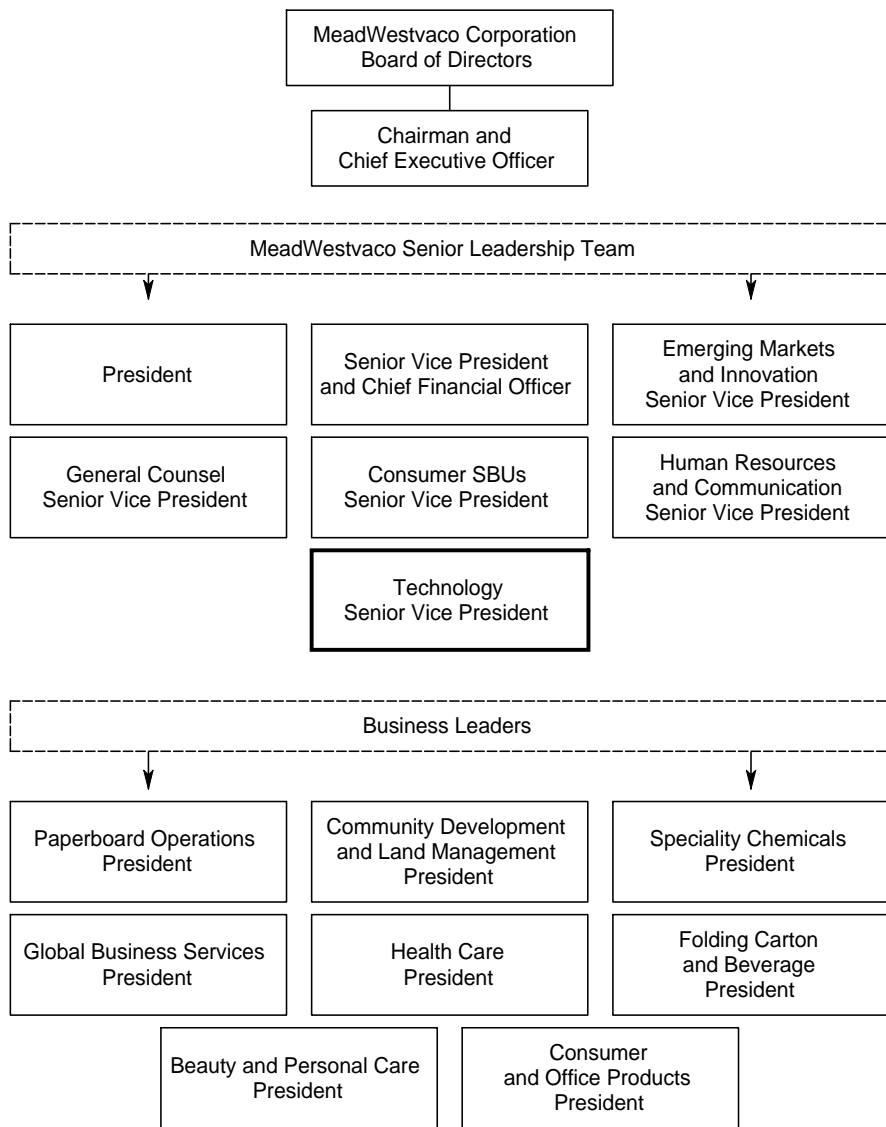 MeadWestvaco Corporation
Board of Directors
Chairman and
Chief Executive Officer
MeadWestvaco Senior Leadership Team
President
Senior Vice President
and Chief Financial Officer
Emerging Markets
and Innovation
Senior Vice President
General Counsel
Senior Vice President
Consumer SBUs
Senior Vice President
Human Resources
and Communication
Senior Vice President
Technology
Senior Vice President
Business Leaders
Paperboard Operations
President
Community Development
and Land Management
President
Speciality Chemicals
President
Global Business Services
President
Health Care
President
Folding Carton
and Beverage
President
Beauty and Personal Care
President
Consumer
and Office Products
President